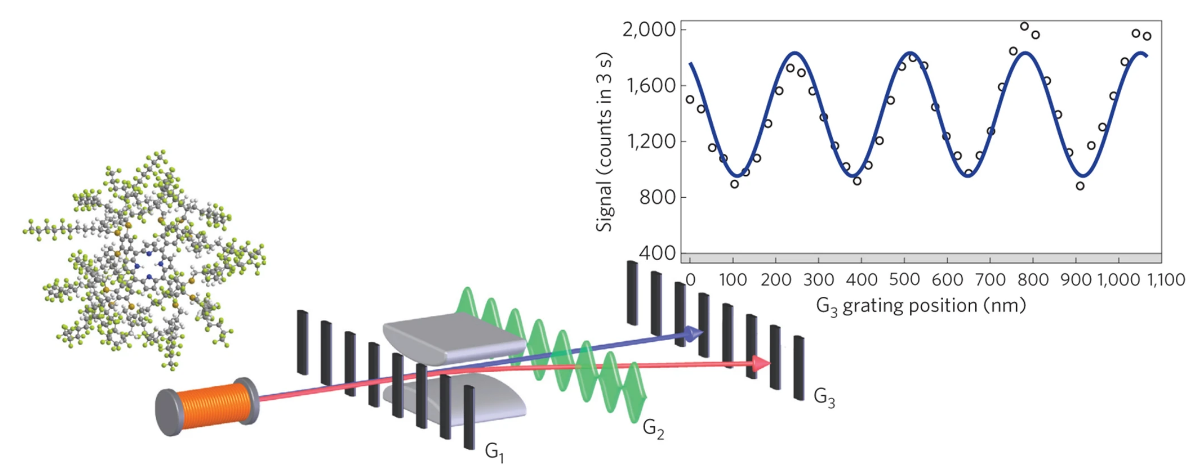 2,000
1,600
1,200
800
400
Signal (counts in 3 s)
0 100 200 300 400 500 600 700 800 900 1,000 1,100
G₃ grating position (nm)
G₁
G₂
G₃